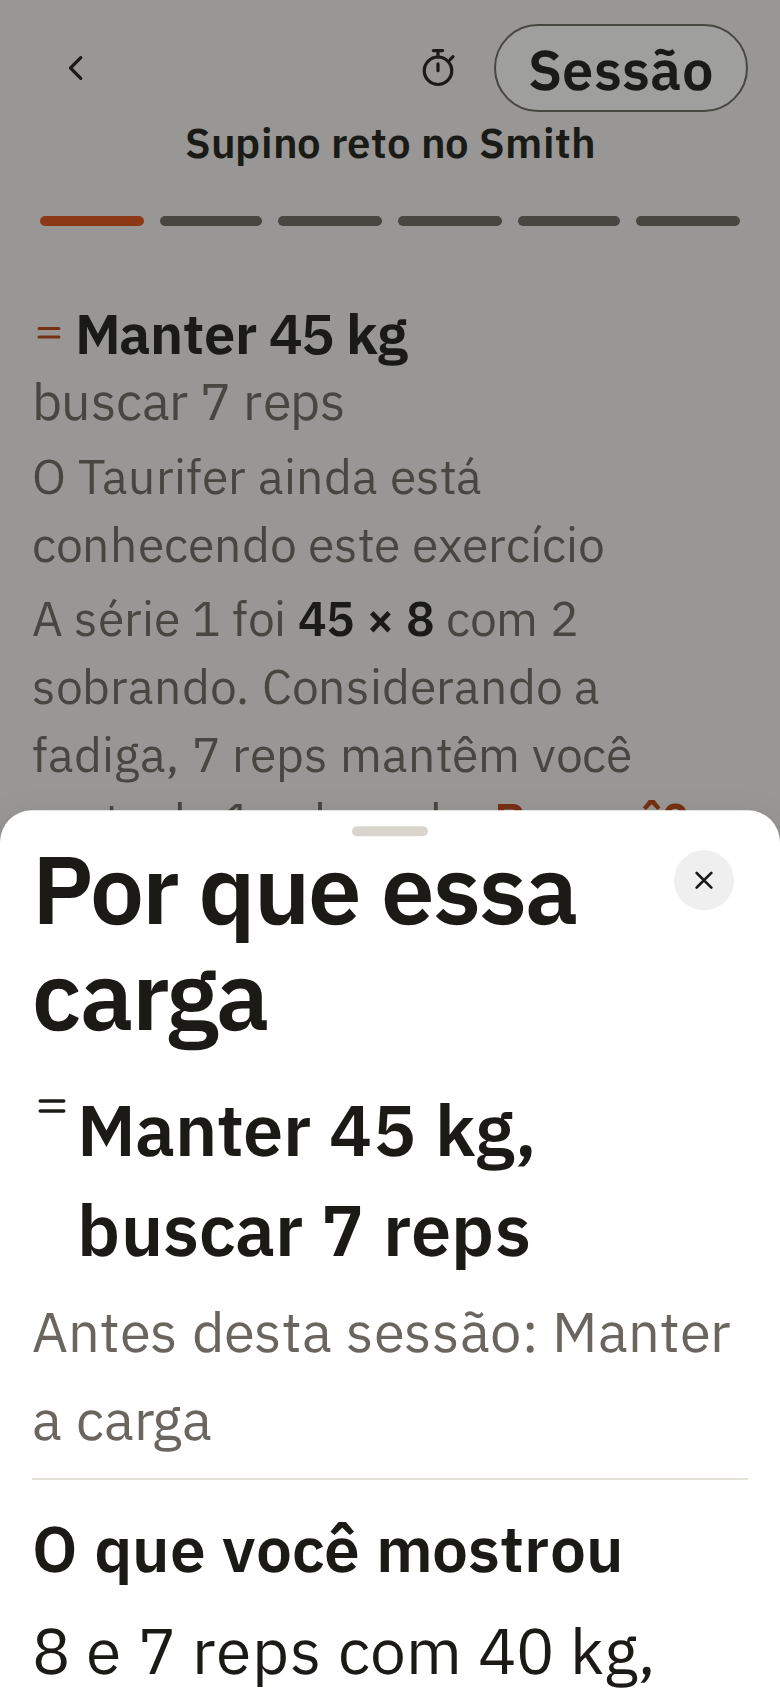 Sessão
Supino reto no Smith
= Manter 45 kg
buscar 7 reps
O Taurifer ainda está
conhecendo este exercício
A série 1 foi 45 × 8 com 2
sobrando. Considerando a
fadiga, 7 reps mantêm você
Por que essa
carga
= Manter 45 kg,
buscar 7 reps
Antes desta sessão: Manter
a carga
O que você mostrou
8 e 7 reps com 40 kg,